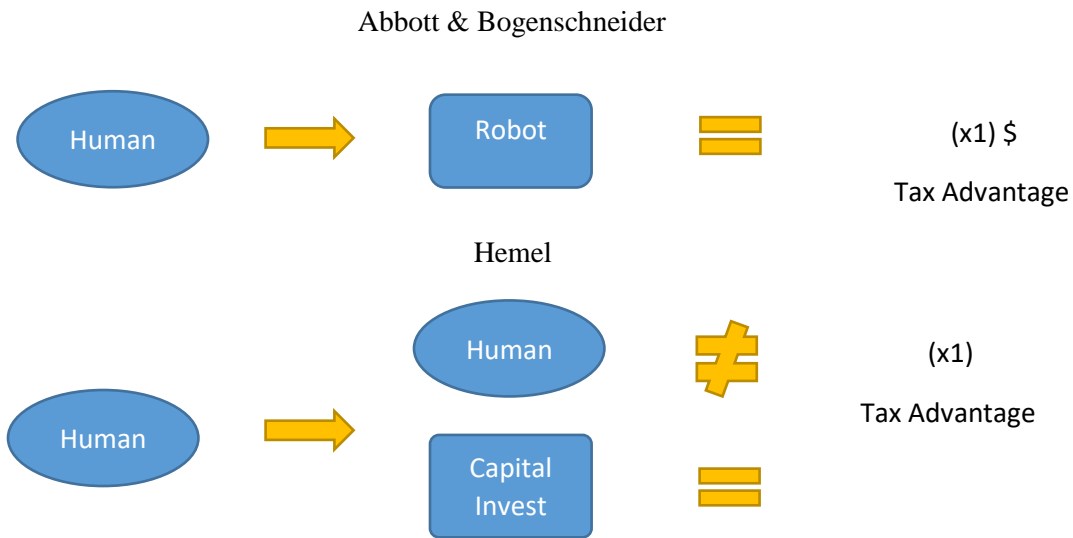 Abbott & Bogenschneider
Human
Robot
(x1) $
Tax Advantage
Hemel
Human
Human
(x1)
Tax Advantage
Capital
Invest